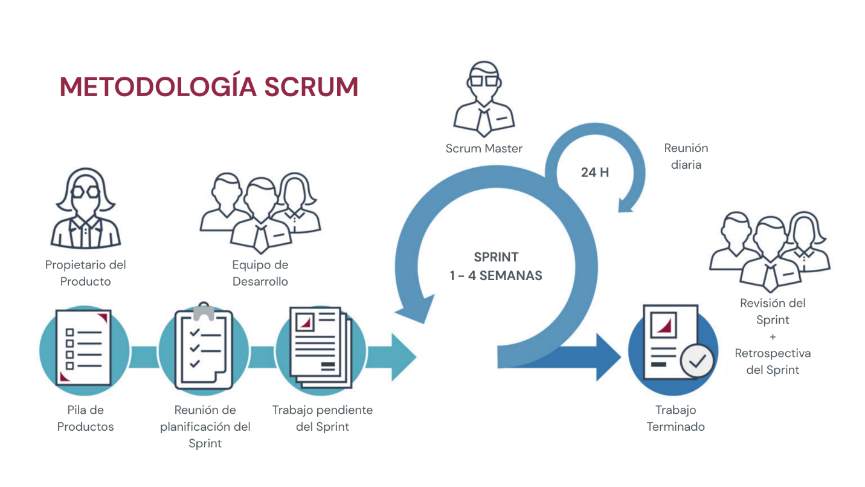 METODOLOGÍA SCRUM
Scrum Master
24 H
Reunión
diaria
Propietario del
Producto
Equipo de
Desarrollo
SPRINT
1 - 4 SEMANAS
Revisión del
Sprint
+
Retrospectiva
del Sprint
Pila de
Productos
Reunión de
planificación del
Sprint
Trabajo pendiente
del Sprint
Trabajo
Terminado